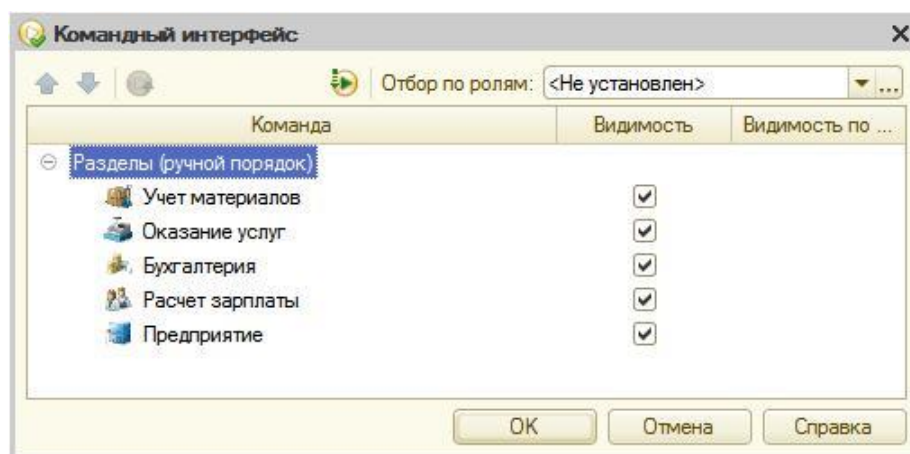 Командный интерфейс
Отбор по ролям: <Не установлен>
Команда Видимость Видимость по ...
Разделы (ручной порядок)
Учет материалов
Оказание услуг
Бухгалтерия
Расчет зарплаты
Предприятие
OK Отмена Справка